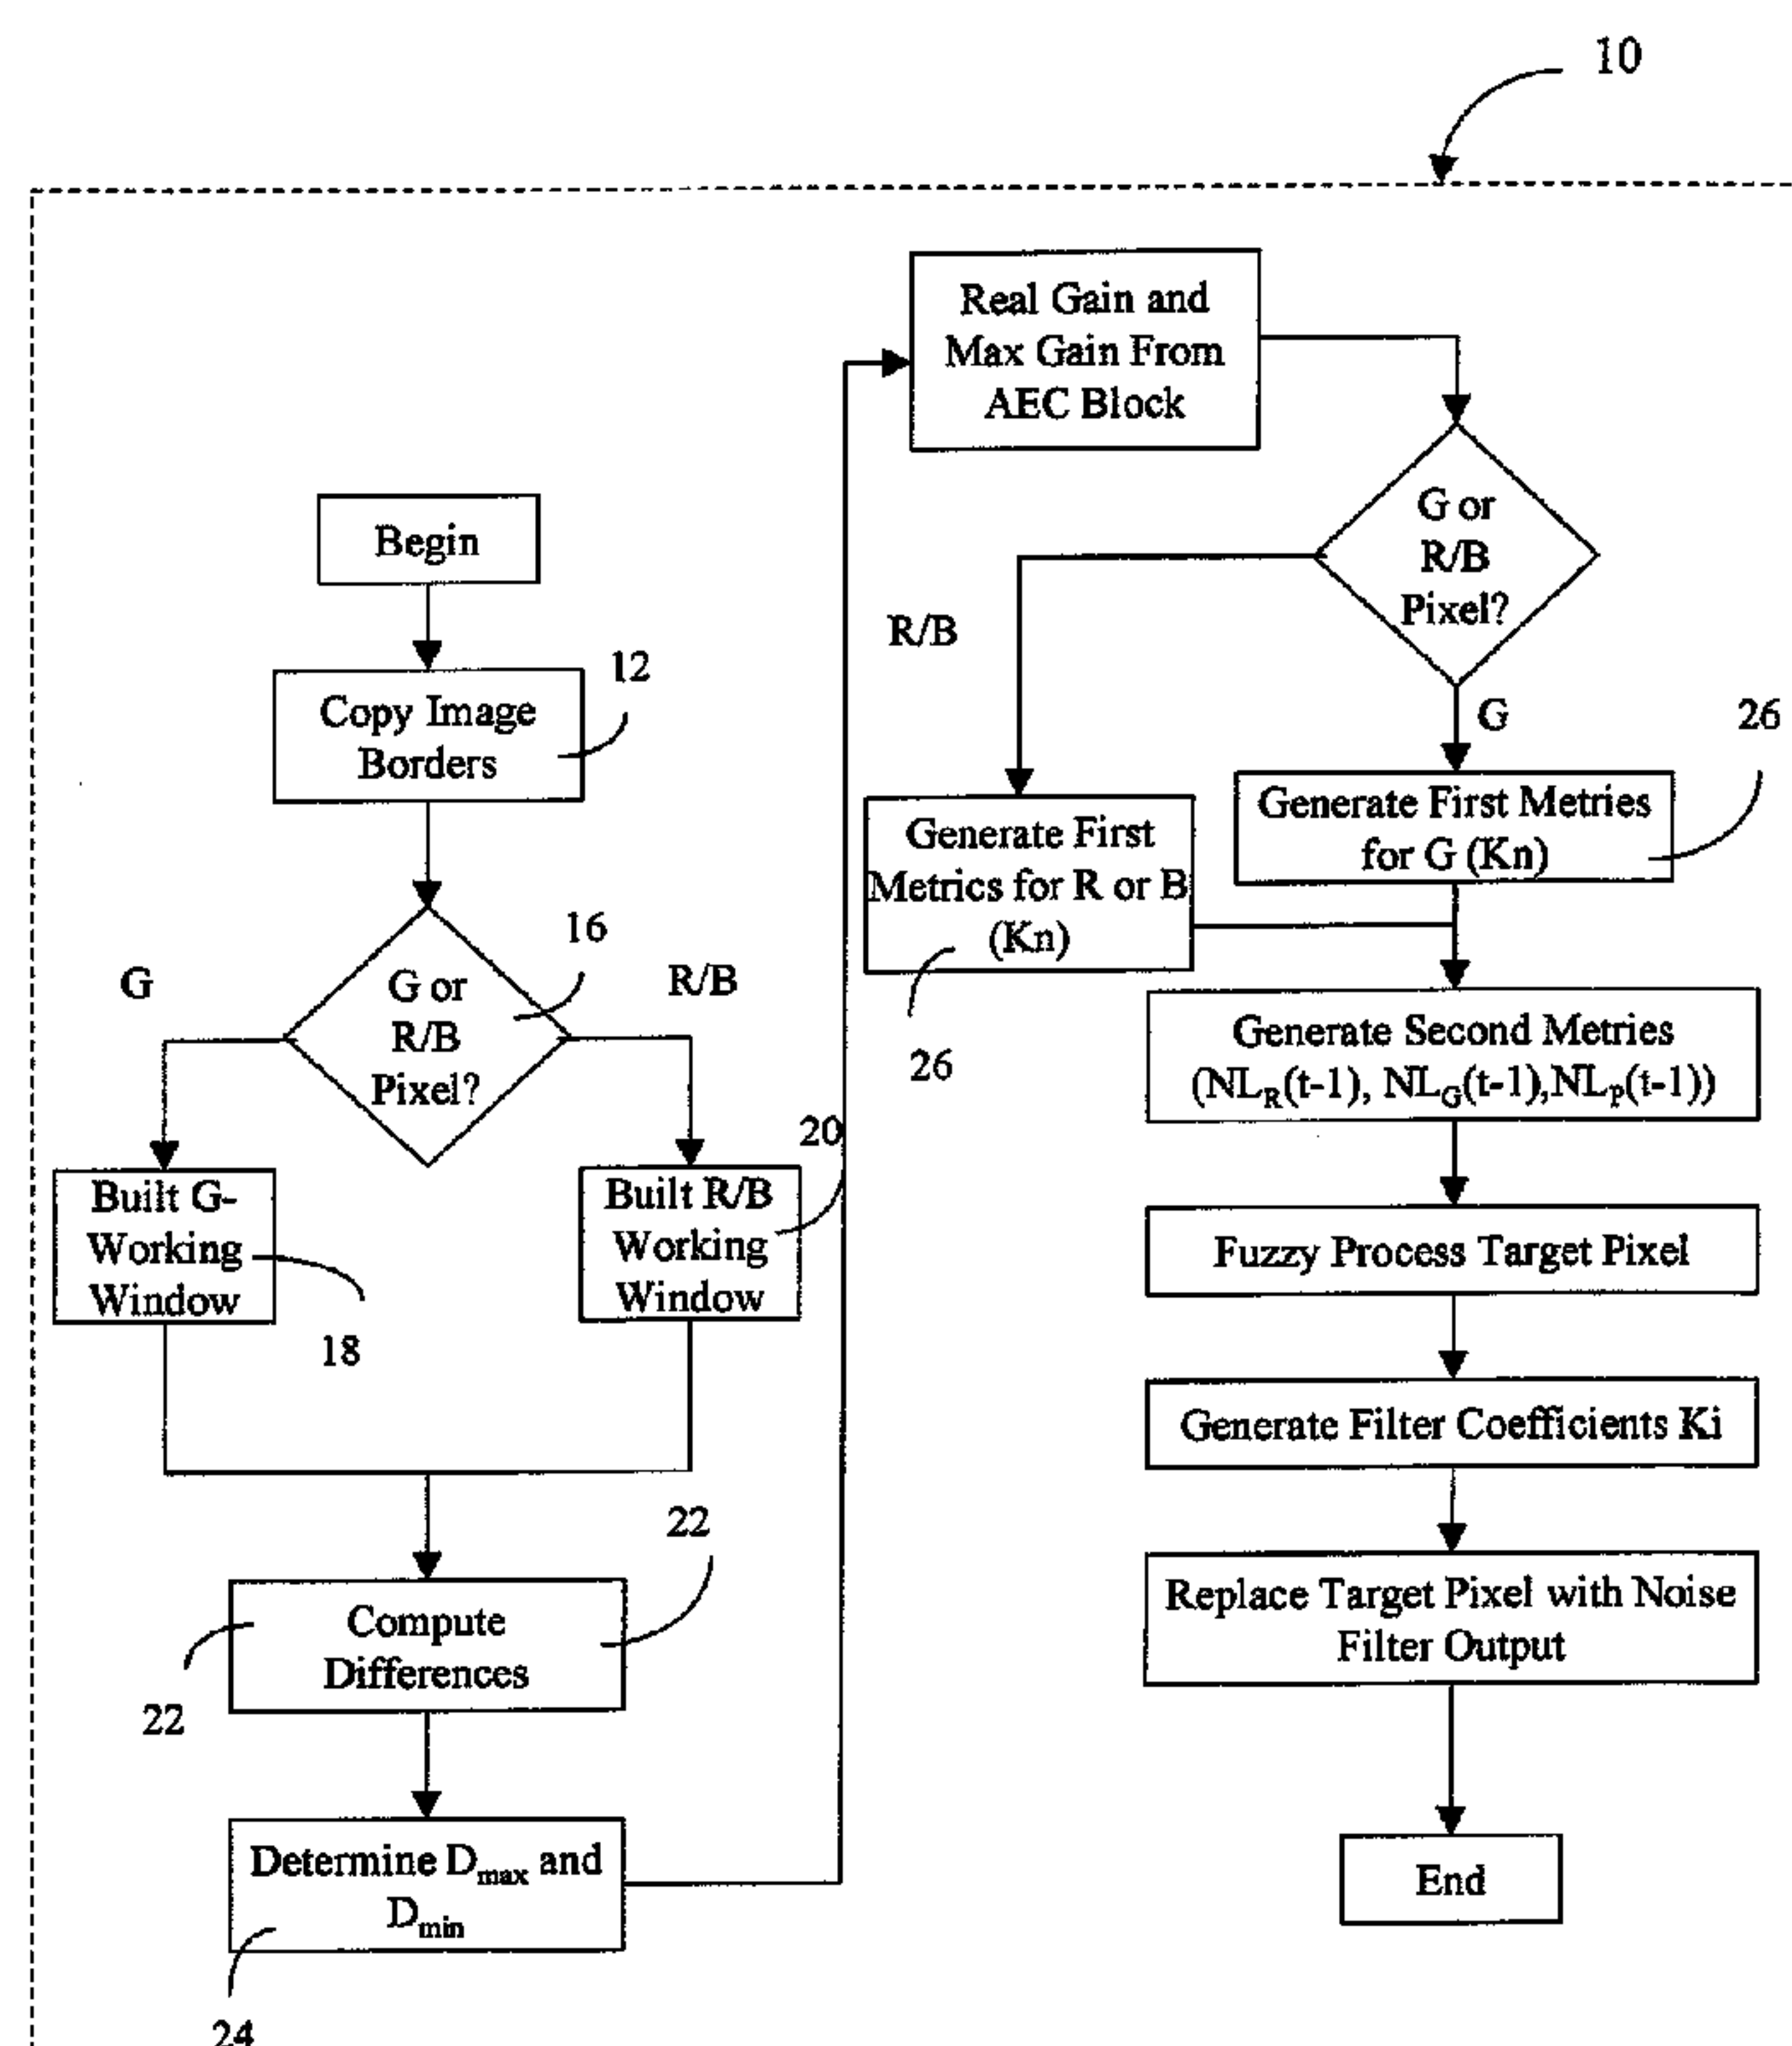 10
Begin
12
Copy Image
Borders
16
G or
R/B
Pixel?
G
R/B
20
Built G-
Working
Window
18
Built R/B
Working
Window
22
Compute
Differences
22
Determine Dmax and
Dmin
24
Real Gain and
Max Gain From
AEC Block
G or
R/B
Pixel?
R/B
G
26
Generate First
Metrics for R or B
(Kn)
26
Generate First Metries
for G (Kn)
Generate Second Metries
(NLR(t-1), NLG(t-1),NLP(t-1))
Fuzzy Process Target Pixel
Generate Filter Coefficients Ki
Replace Target Pixel with Noise
Filter Output
End